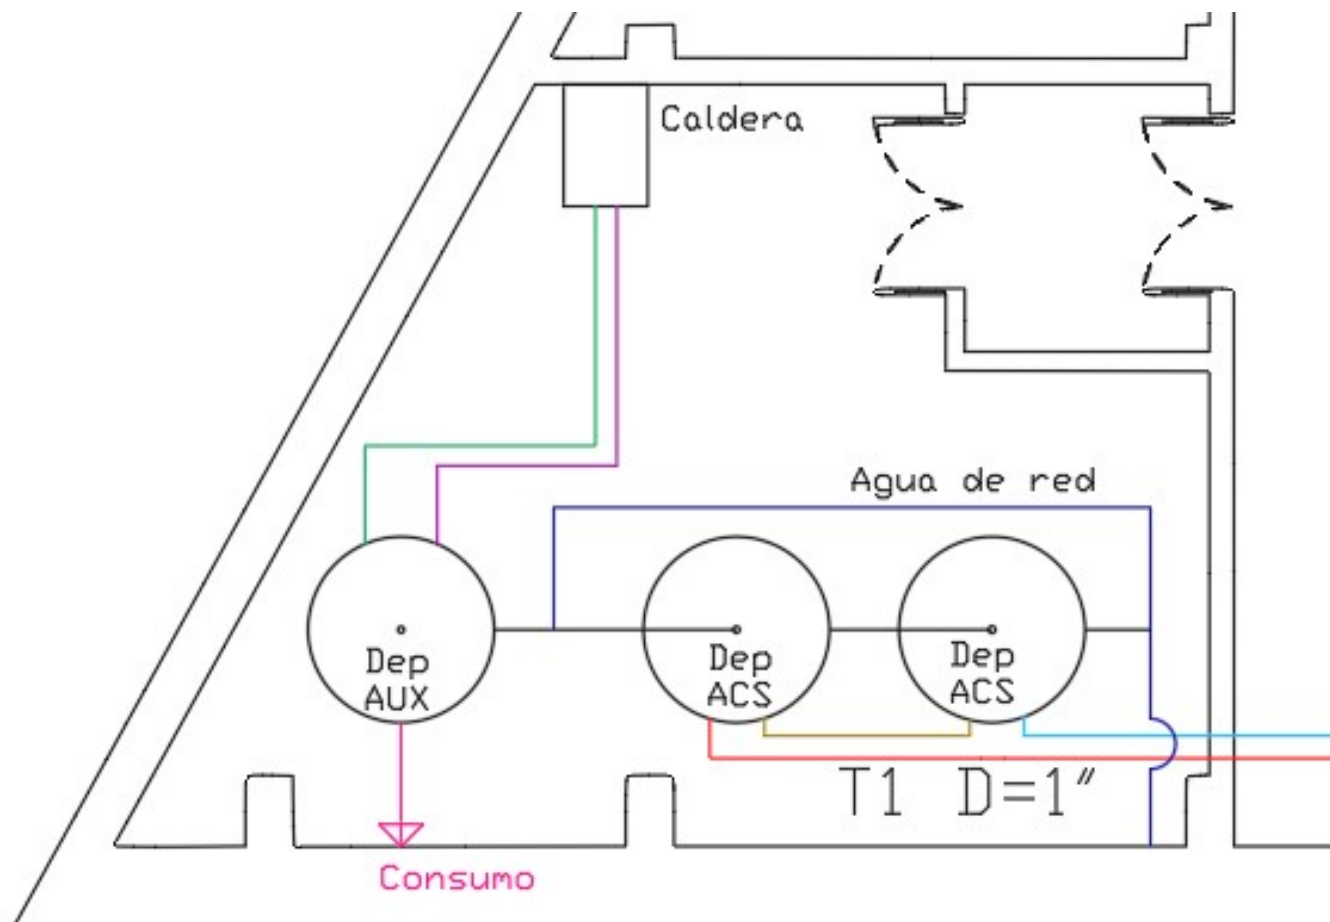 Caldera
Agua de red
Dep
AUX
Dep
ACS
Dep
ACS
T1 D=1"
Consumo